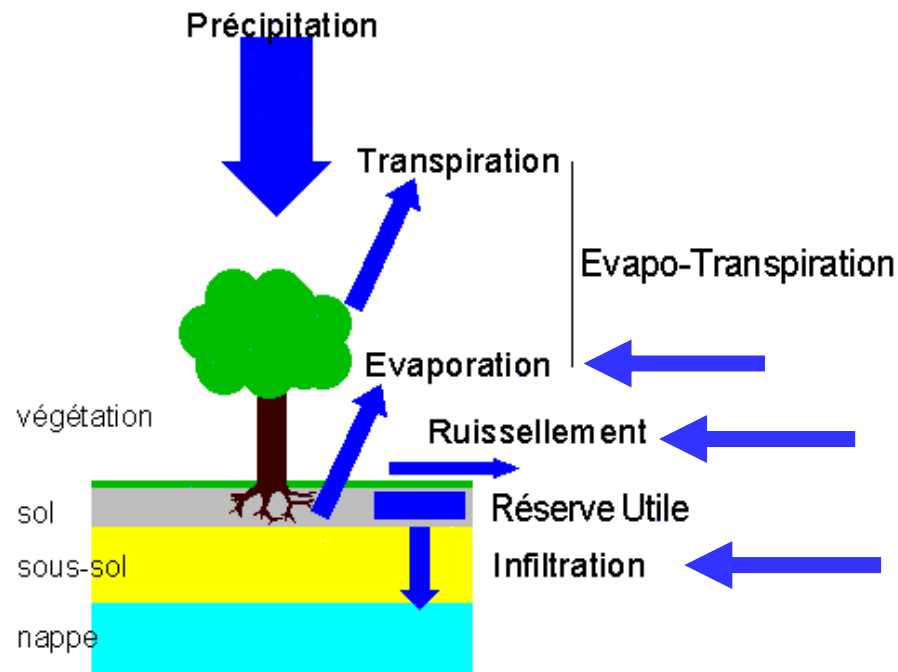 Précipitation
Transpiration
Evapo-Transpiration
Evaporation
végétation
Ruissellement
sol
Réserve Utile
sous-sol
Infiltration
nappe